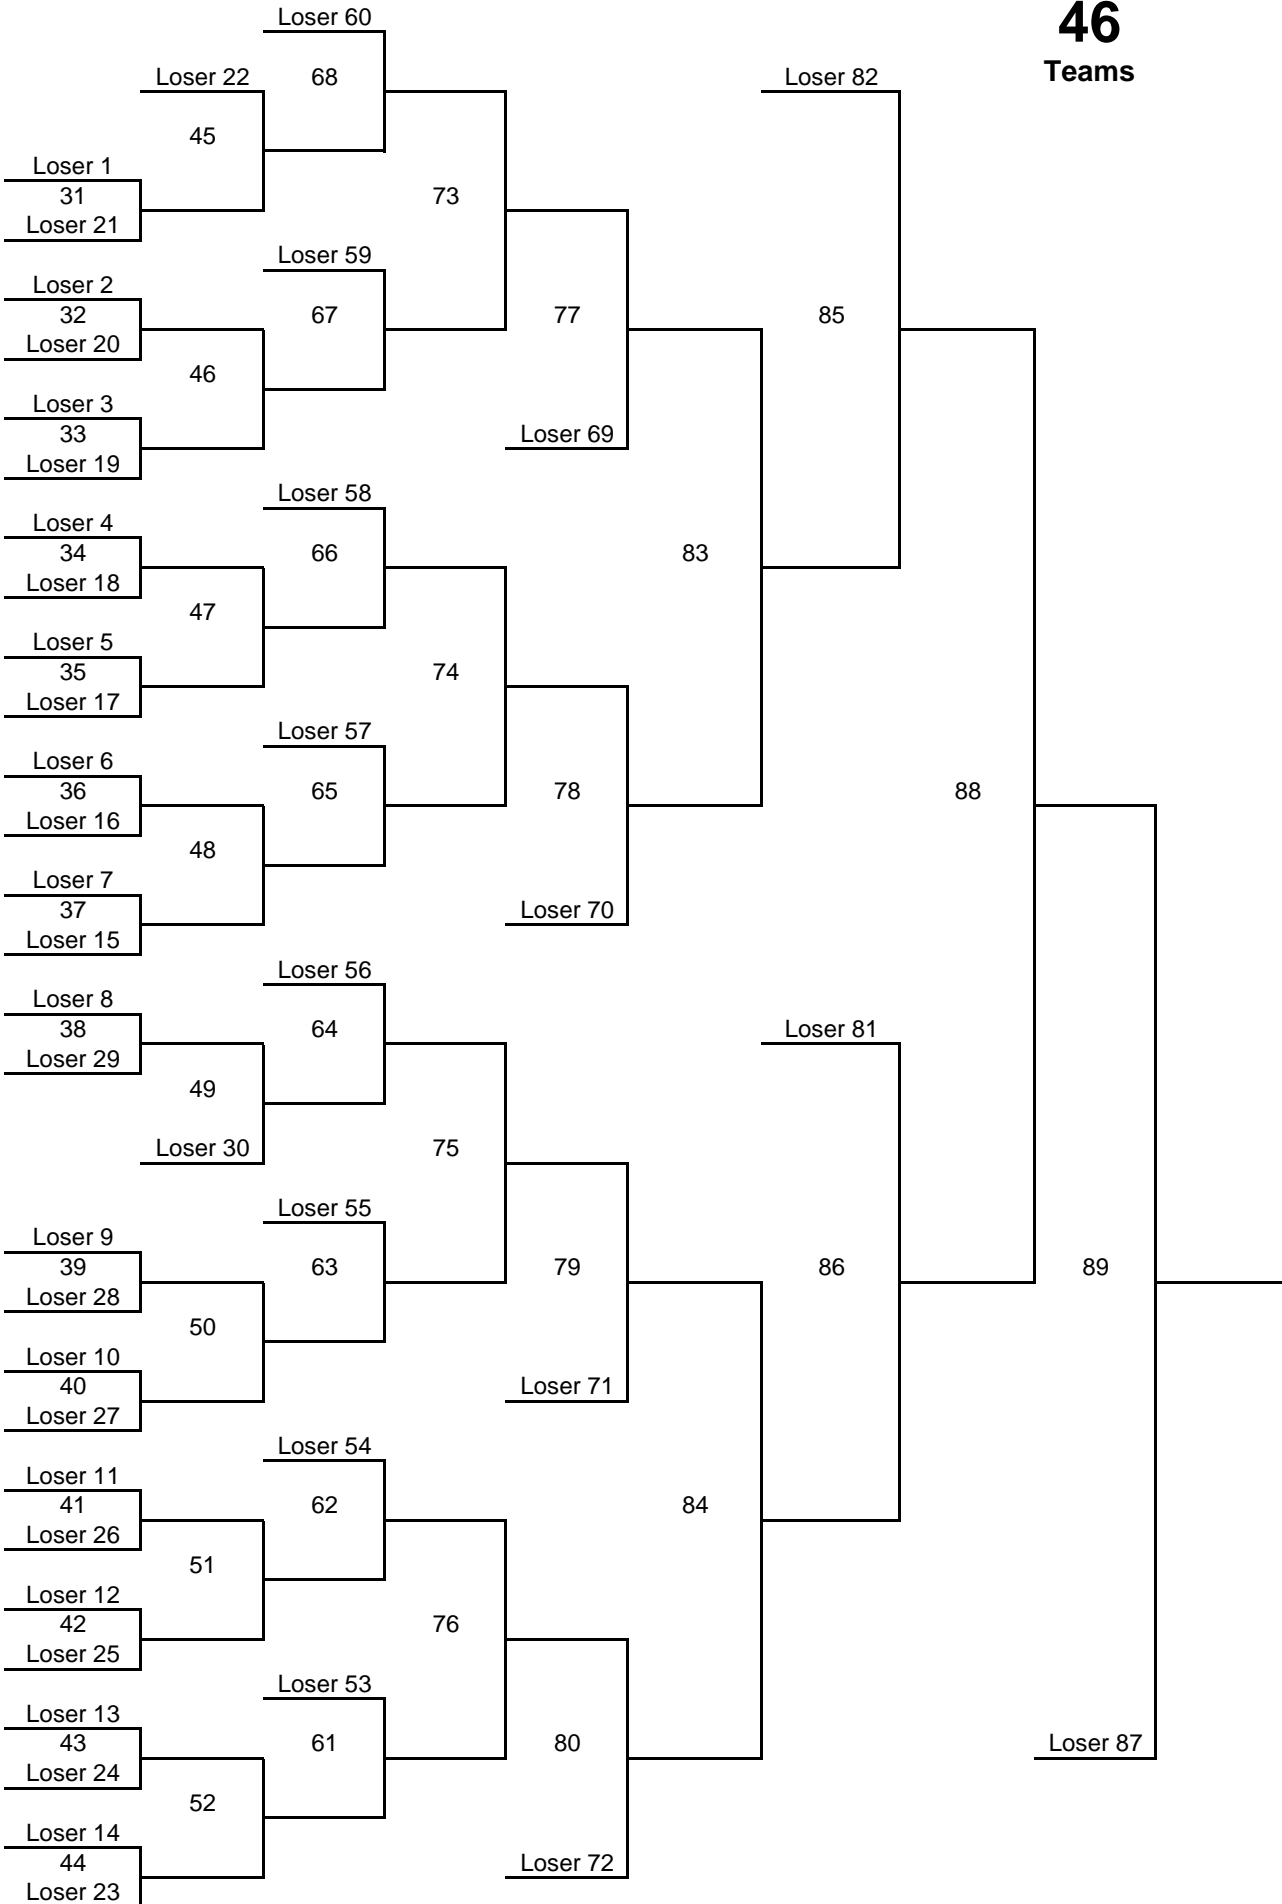 Loser 60
46
Teams
Loser 22
68
Loser 82
45
Loser 1
31
73
Loser 21
Loser 59
Loser 2
32
67
77
85
Loser 20
46
Loser 3
33
Loser 69
Loser 19
Loser 58
Loser 4
34
66
83
Loser 18
47
Loser 5
35
74
Loser 17
Loser 57
Loser 6
36
65
78
88
Loser 16
48
Loser 7
37
Loser 70
Loser 15
Loser 56
Loser 8
38
64
Loser 81
Loser 29
49
Loser 30
75
Loser 55
Loser 9
39
63
79
86
89
Loser 28
50
Loser 10
40
Loser 71
Loser 27
Loser 54
Loser 11
41
62
84
Loser 26
51
Loser 12
42
76
Loser 25
Loser 53
Loser 13
43
61
80
Loser 87
Loser 24
52
Loser 14
44
Loser 72
Loser 23